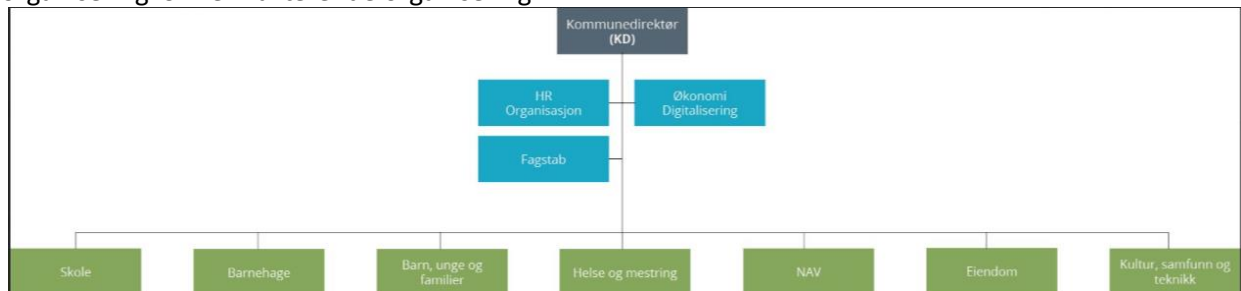 Kommunedirektør
(KD)
HR
Organisasjon
Økonomi
Digitalisering
Fagstab
Skole
Barnehage
Barn, unge og
familier
Helse og mestring
NAV
Eiendom
Kultur, samfunn og
teknikk